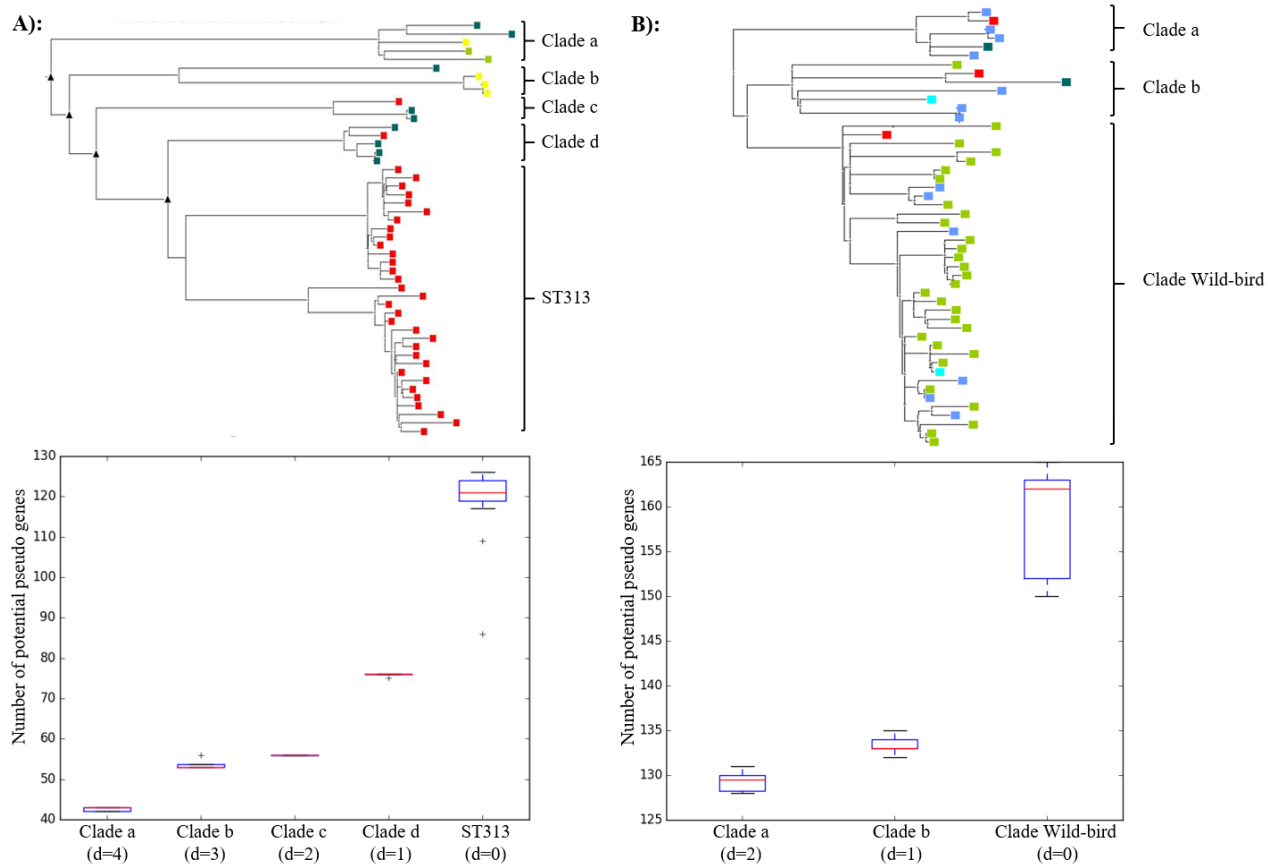 A):
Clade a
Clade b
Clade c
Clade d
ST313
B):
Clade a
Clade b
Clade Wild-bird
Number of potential pseudo genes
130
120
110
100
90
80
70
60
50
40
Clade a
(d=4)
Clade b
(d=3)
Clade c
(d=2)
Clade d
(d=1)
ST313
(d=0)
Number of potential pseudo genes
165
160
155
150
145
140
135
130
125
Clade a
(d=2)
Clade b
(d=1)
Clade Wild-bird
(d=0)